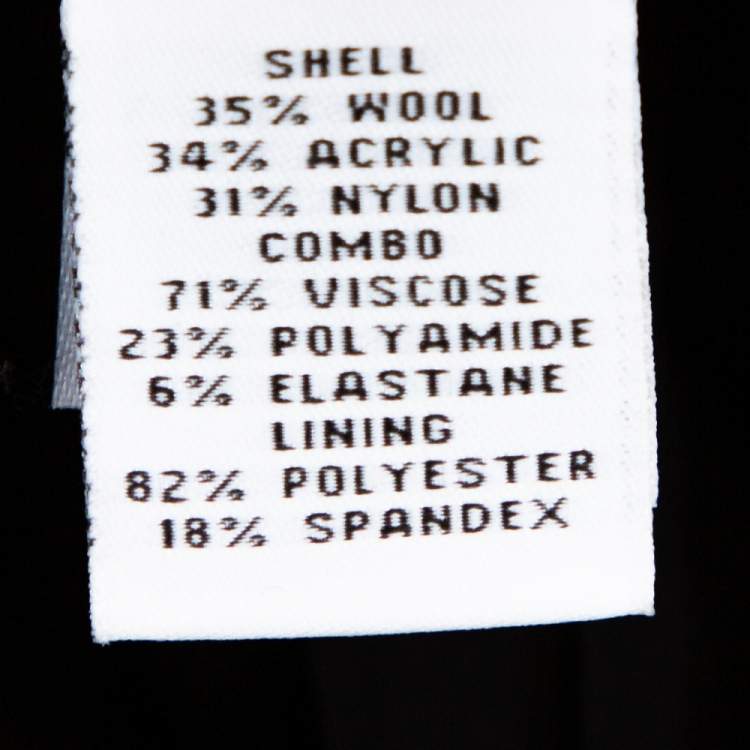 SHELL
35% WOOL
34% ACRYLIC
31% NYLON
COMBO
71% VISCOSE
23% POLYAMIDE
6% ELASTANE
LINING
82% POLYESTER
18% SPANDEX